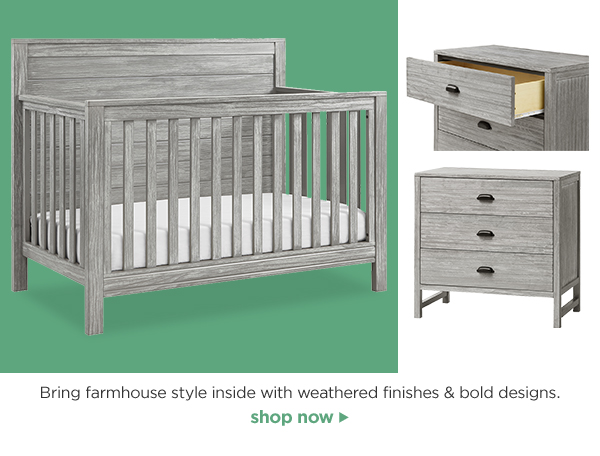 Bring farmhouse style inside with weathered finishes & bold designs.
shop now ▶